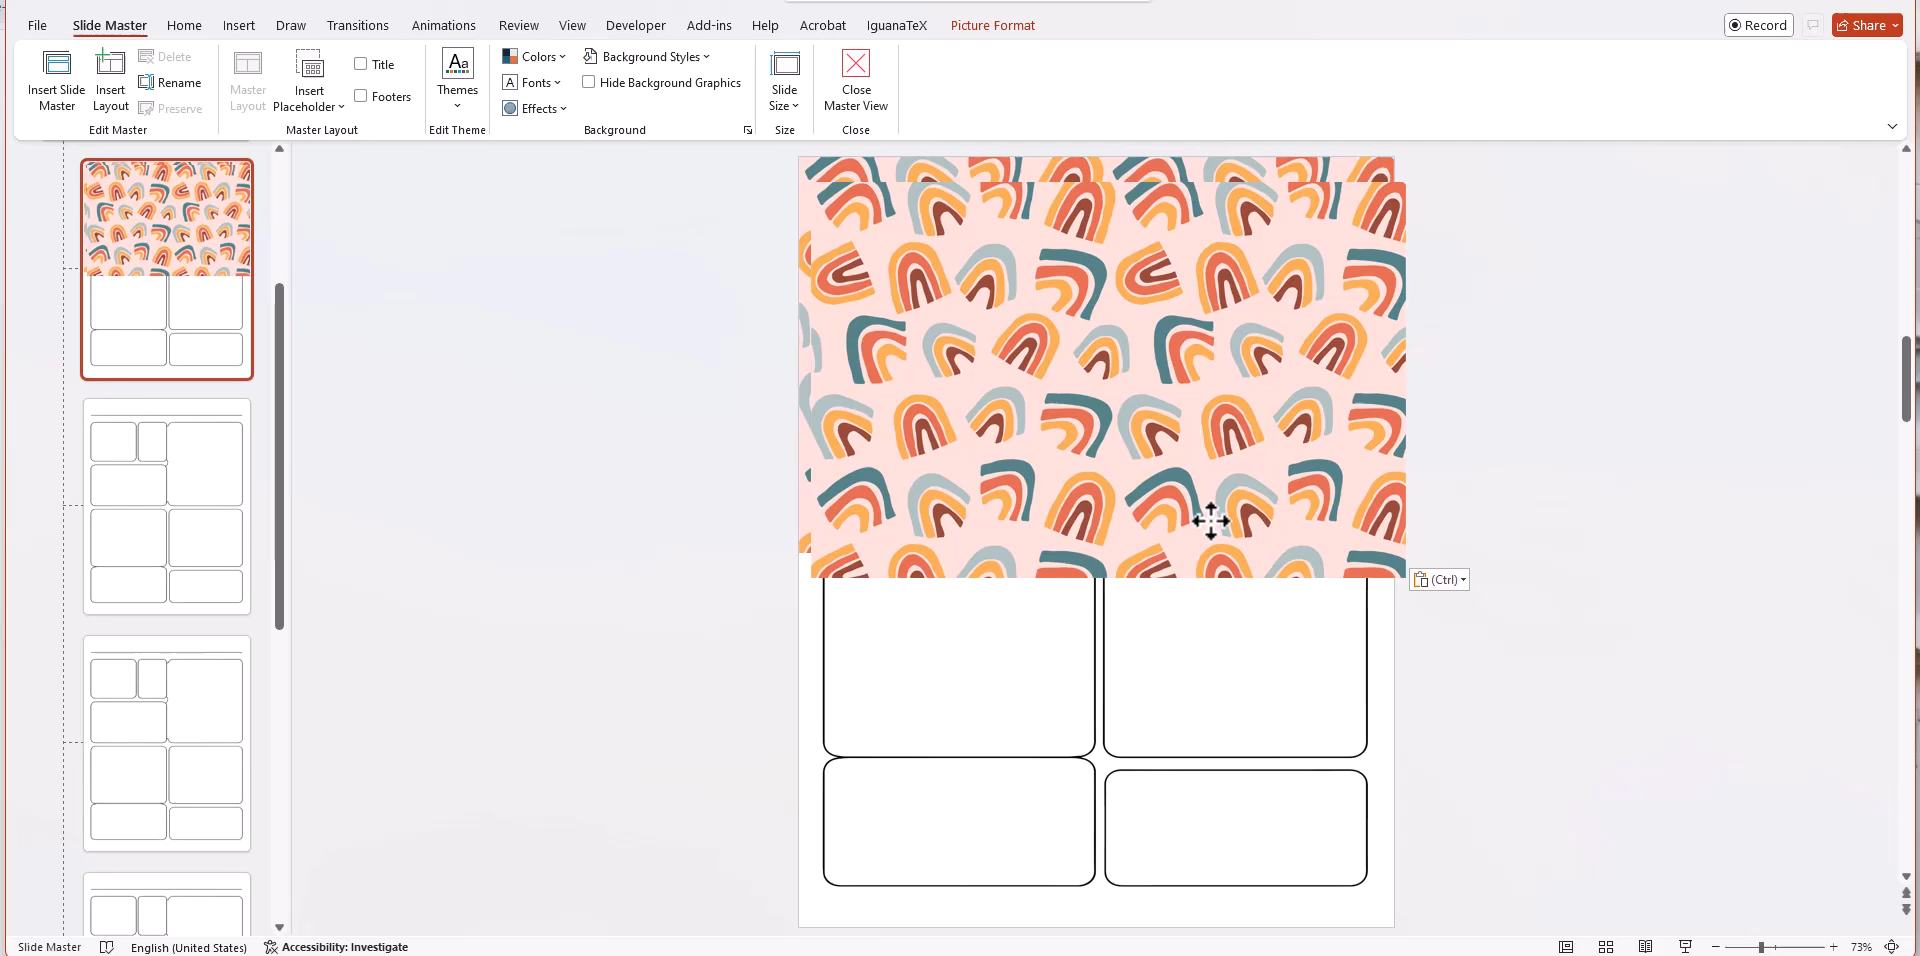 File Slide Master Home Insert Draw Transitions Animations Review View Developer Add-ins Help Acrobat IguanaTeX Picture Format Record Share
Insert Slide Master
Insert Layout
Delete
Rename
Preserve
Edit Master
Master Layout
Insert Placeholder
Title
Footers
Master Layout
Aa
Themes
Edit Theme
Colors
A Fonts
Effects
Background Styles
Hide Background Graphics
Background
Slide Size
Size
Close Master View
Close
(Ctrl)
Slide Master English (United States) Accessibility: Investigate 73%